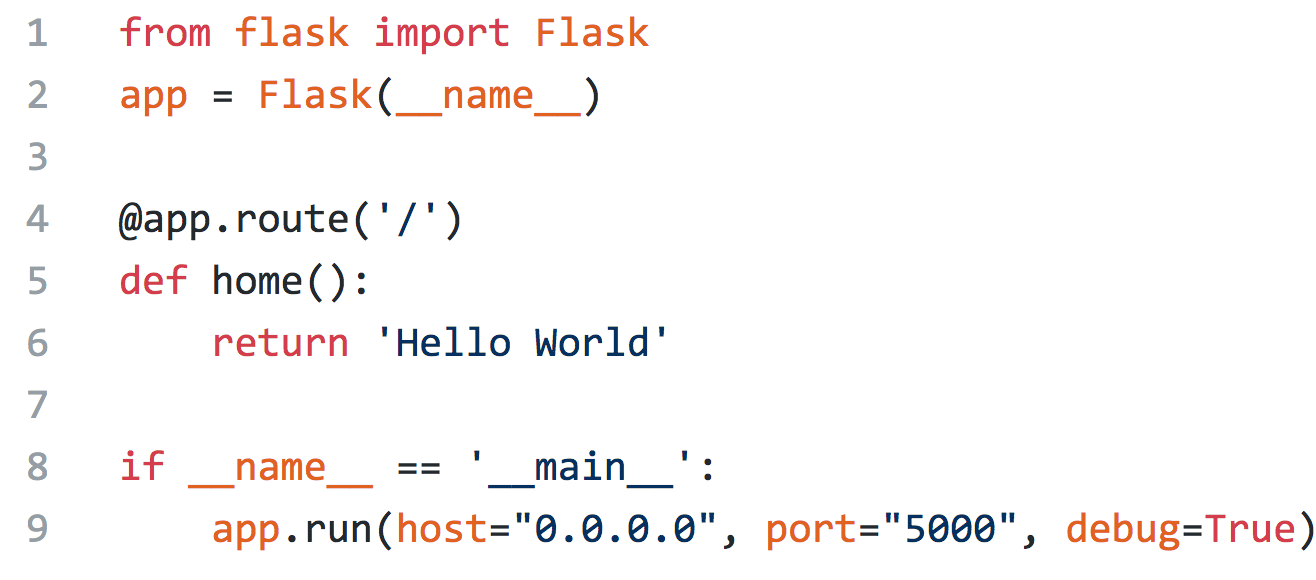 1 from flask import Flask
2 app = Flask(__name__)
3
4 @app.route('/')
5 def home():
6     return 'Hello World'
7
8 if __name__ == '__main__':
9     app.run(host="0.0.0.0", port="5000", debug=True)